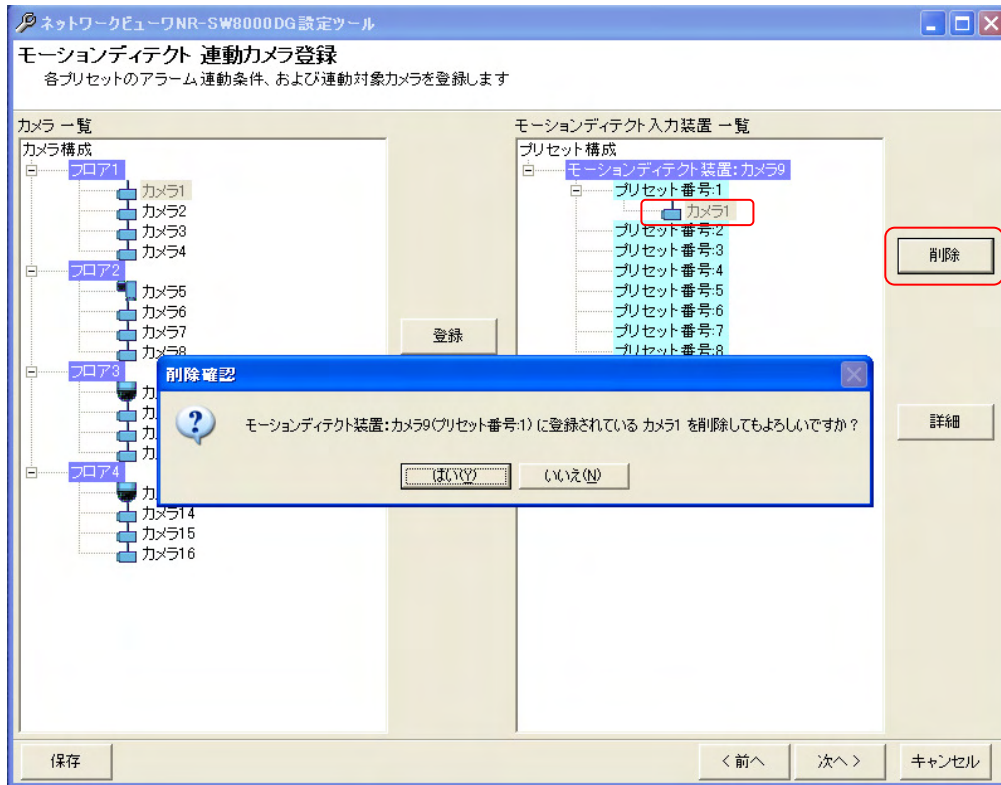 ネットワークビューワNR-SW8000DG設定ツール
モーションディテクト 連動カメラ登録
各プリセットのアラーム連動条件、および連動対象カメラを登録します
カメラ 一覧
カメラ構成
フロア1
カメラ1
カメラ2
カメラ3
カメラ4
フロア2
カメラ5
カメラ6
カメラ7
カメラ8
フロア3
カ
カ
カ
カ
フロア4
カ
カメラ14
カメラ15
カメラ16
登録
モーションディテクト入力装置 一覧
プリセット構成
モーションディテクト装置:カメラ9
プリセット番号:1
カメラ1
プリセット番号:2
プリセット番号:3
プリセット番号:4
プリセット番号:5
プリセット番号:6
プリセット番号:7
プリセット番号:8
削除
詳細
削除確認
モーションディテクト装置:カメラ9(プリセット番号:1)に登録されている カメラ1 を削除してもよろしいですか?
はい(Y)
いいえ(N)
保存
< 前へ
次へ >
キャンセル